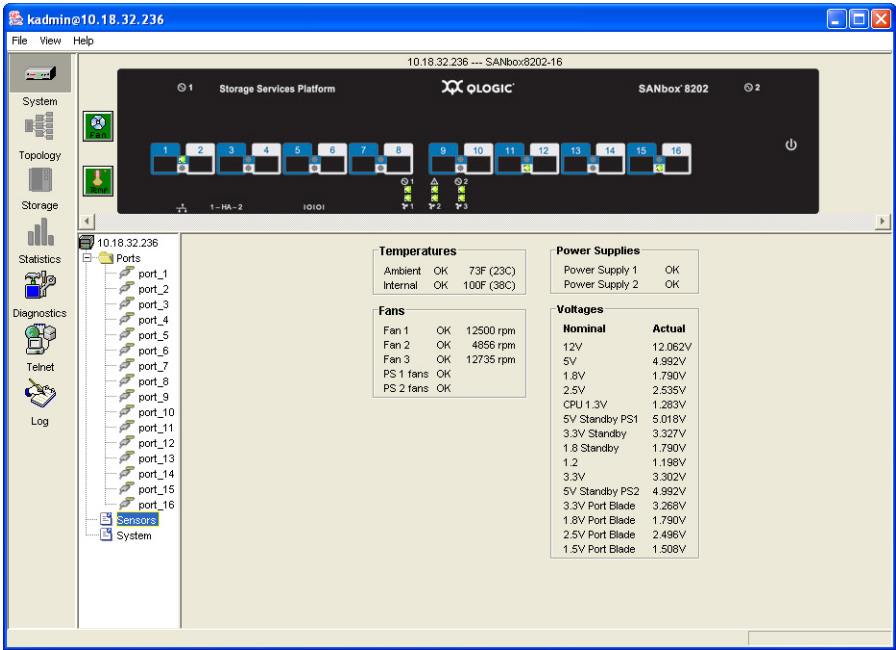 kadmin@10.18.32.236
File View Help
10.18.32.236 --- SANbox8202-16
1 Storage Services Platform QLOGIC SANbox 8202 2
1 2 3 4 5 6 7 8 9 10 11 12 13 14 15 16
Fan
Temp
1 2
1-HA-2 IOIOI 1 2 3
System
Topology
Storage
Statistics
Diagnostics
Telnet
Log
10.18.32.236
Ports
port_1
port_2
port_3
port_4
port_5
port_6
port_7
port_8
port_9
port_10
port_11
port_12
port_13
port_14
port_15
port_16
Sensors
System
Temperatures
Ambient OK 73F (23C)
Internal OK 100F (38C)
Fans
Fan 1 OK 12500 rpm
Fan 2 OK 4856 rpm
Fan 3 OK 12735 rpm
PS 1 fans OK
PS 2 fans OK
Power Supplies
Power Supply 1 OK
Power Supply 2 OK
Voltages
Nominal Actual
12V 12.062V
5V 4.992V
1.8V 1.790V
2.5V 2.535V
CPU 1.3V 1.283V
5V Standby PS1 5.018V
3.3V Standby 3.327V
1.8 Standby 1.790V
1.2 1.198V
3.3V 3.302V
5V Standby PS2 4.992V
3.3V Port Blade 3.268V
1.8V Port Blade 1.790V
2.5V Port Blade 2.496V
1.5V Port Blade 1.508V